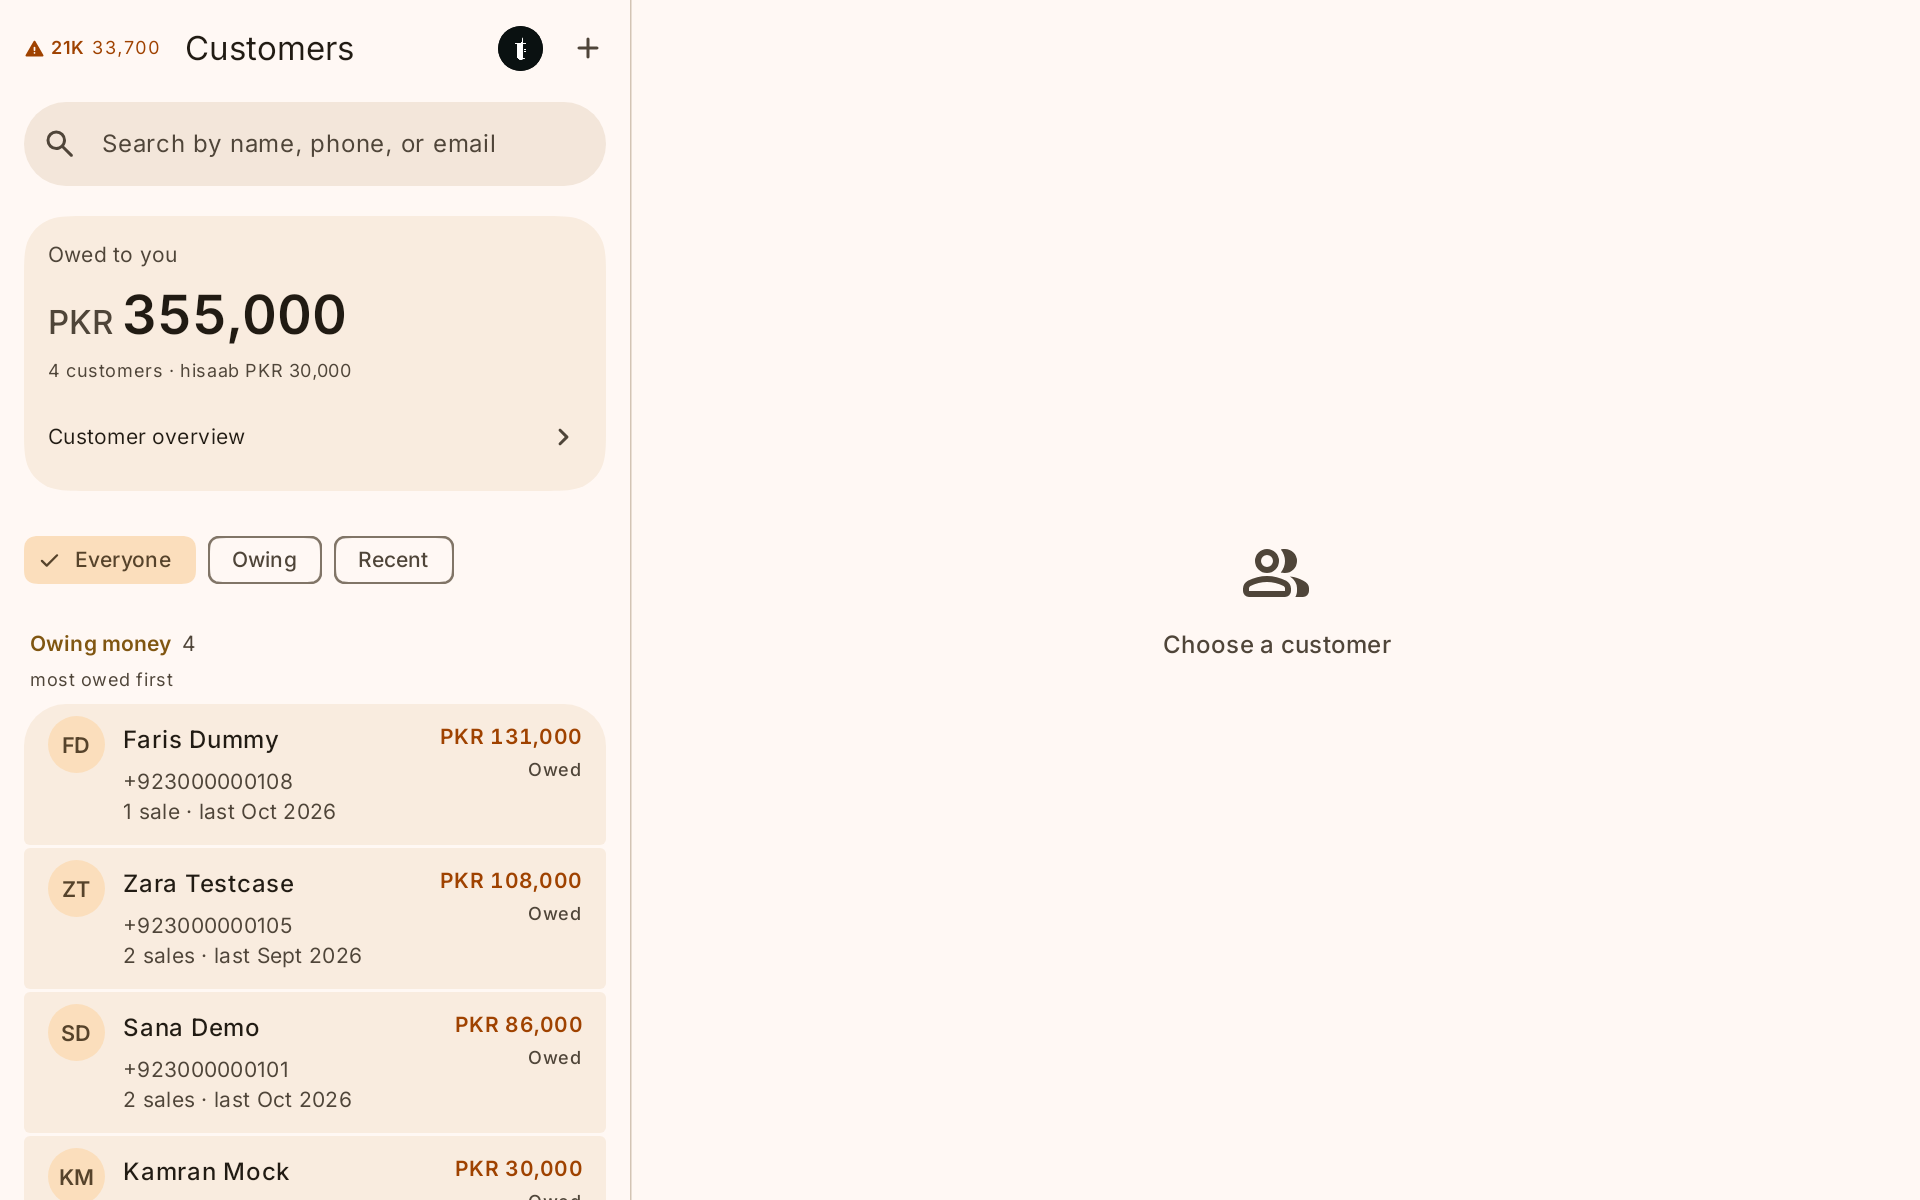 21K 33,700 Customers
Search by name, phone, or email
Owed to you
PKR 355,000
4 customers · hisaab PKR 30,000
Customer overview
Everyone Owing Recent
Owing money 4
most owed first
FD Faris Dummy PKR 131,000
Owed
+923000000108
1 sale · last Oct 2026
ZT Zara Testcase PKR 108,000
Owed
+923000000105
2 sales · last Sept 2026
SD Sana Demo PKR 86,000
Owed
+923000000101
2 sales · last Oct 2026
KM Kamran Mock PKR 30,000
Owed
Choose a customer